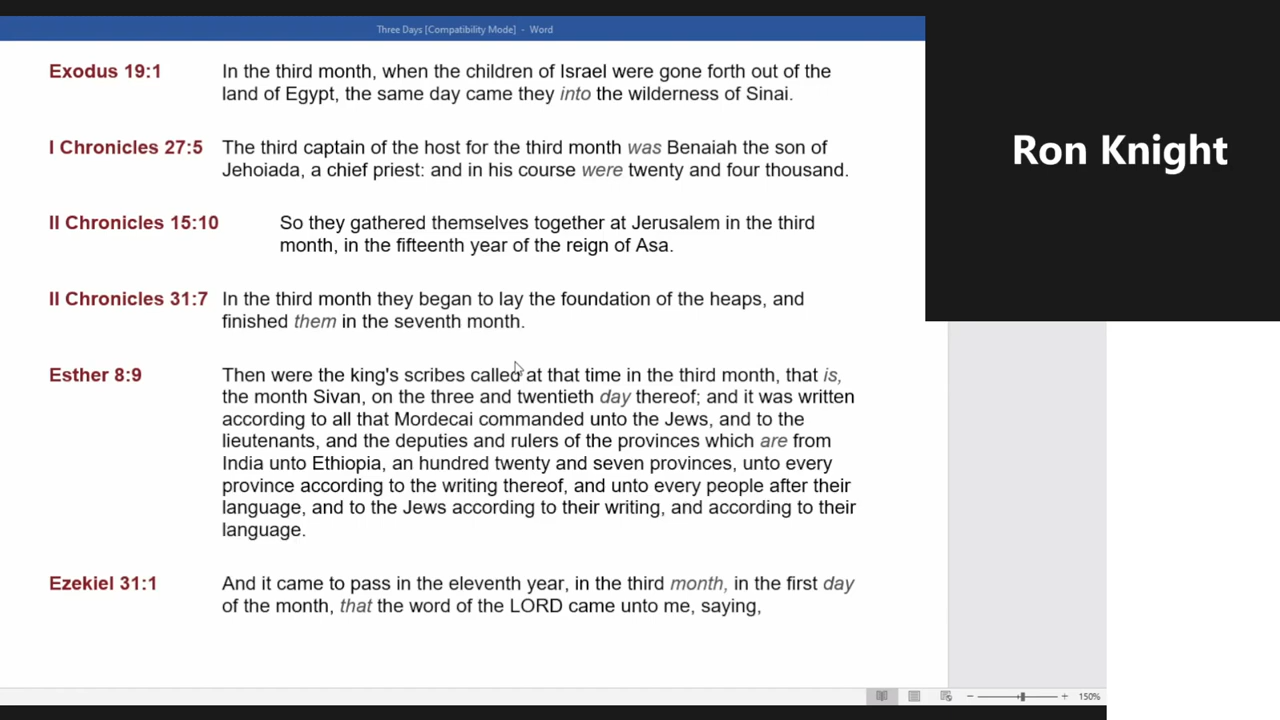 Three Days [Compatibility Mode] - Word
Ron Knight
Exodus 19:1 In the third month, when the children of Israel were gone forth out of the
land of Egypt, the same day came they into the wilderness of Sinai.
I Chronicles 27:5 The third captain of the host for the third month was Benaiah the son of
Jehoiada, a chief priest: and in his course were twenty and four thousand.
II Chronicles 15:10 So they gathered themselves together at Jerusalem in the third
month, in the fifteenth year of the reign of Asa.
II Chronicles 31:7 In the third month they began to lay the foundation of the heaps, and
finished them in the seventh month.
Esther 8:9 Then were the king's scribes called at that time in the third month, that is,
the month Sivan, on the three and twentieth day thereof; and it was written
according to all that Mordecai commanded unto the Jews, and to the
lieutenants, and the deputies and rulers of the provinces which are from
India unto Ethiopia, an hundred twenty and seven provinces, unto every
province according to the writing thereof, and unto every people after their
language, and to the Jews according to their writing, and according to their
language.
Ezekiel 31:1 And it came to pass in the eleventh year, in the third month, in the first day
of the month, that the word of the LORD came unto me, saying,
150%